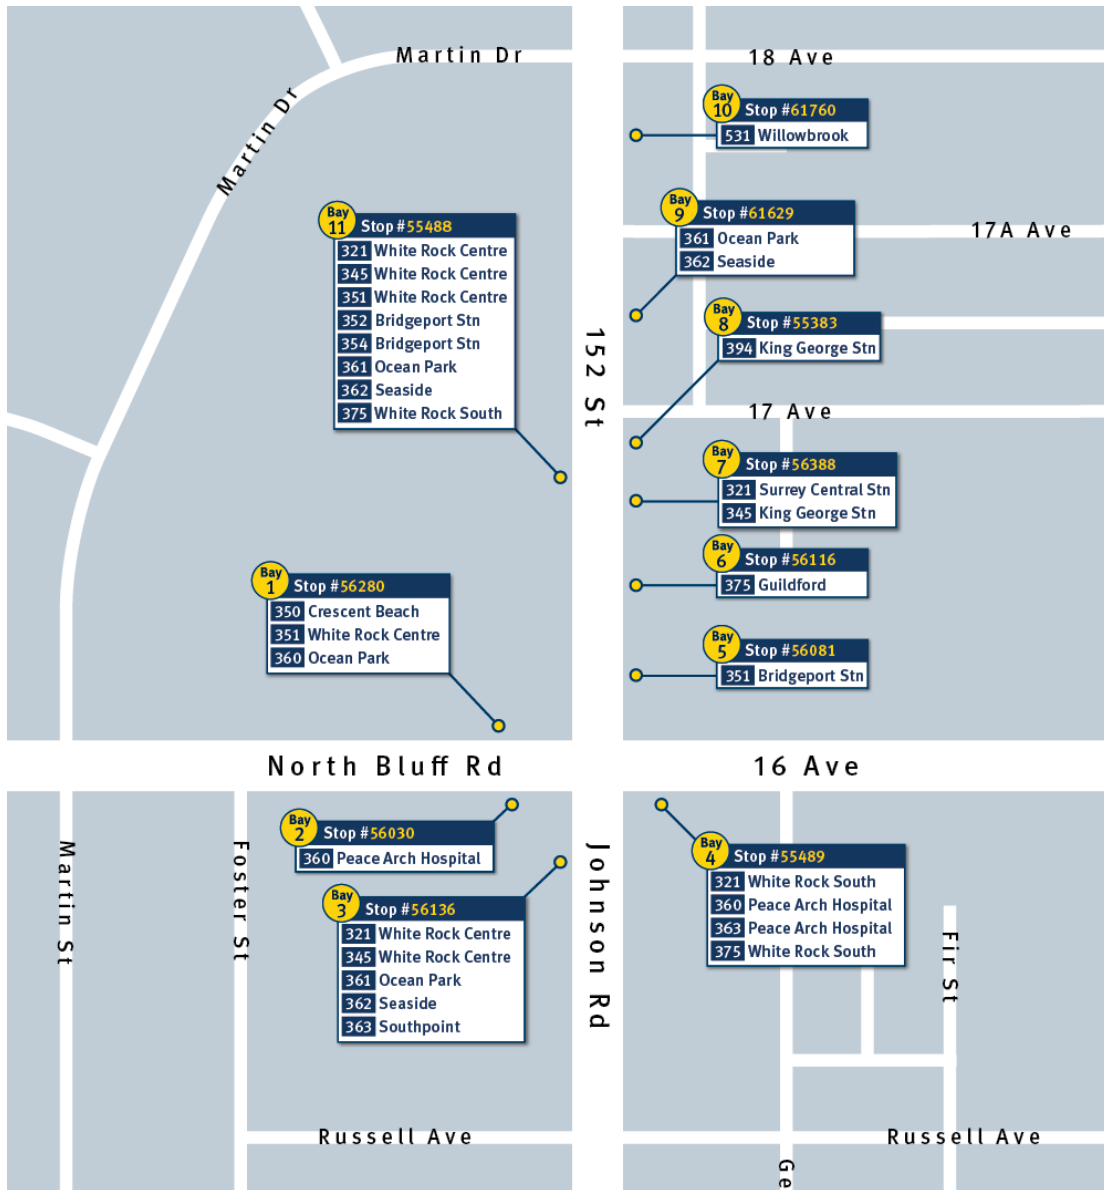 Martin Dr
18 Ave
Martin Dr
Bay 10
Stop #61760
531 Willowbrook
Bay 9
Stop #61629
361 Ocean Park
362 Seaside
17A Ave
Bay 11
Stop #55488
321 White Rock Centre
345 White Rock Centre
351 White Rock Centre
352 Bridgeport Stn
354 Bridgeport Stn
361 Ocean Park
362 Seaside
375 White Rock South
152 St
Bay 8
Stop #55383
394 King George Stn
17 Ave
Bay 7
Stop #56388
321 Surrey Central Stn
345 King George Stn
Bay 6
Stop #56116
375 Guildford
Bay 1
Stop #56280
350 Crescent Beach
351 White Rock Centre
360 Ocean Park
Bay 5
Stop #56081
351 Bridgeport Stn
North Bluff Rd
16 Ave
Bay 2
Stop #56030
360 Peace Arch Hospital
Bay 3
Stop #56136
321 White Rock Centre
345 White Rock Centre
361 Ocean Park
362 Seaside
363 Southpoint
Bay 4
Stop #55489
321 White Rock South
360 Peace Arch Hospital
363 Peace Arch Hospital
375 White Rock South
Martin St
Foster St
Johnson Rd
Fir St
Russell Ave
Russell Ave
Ge